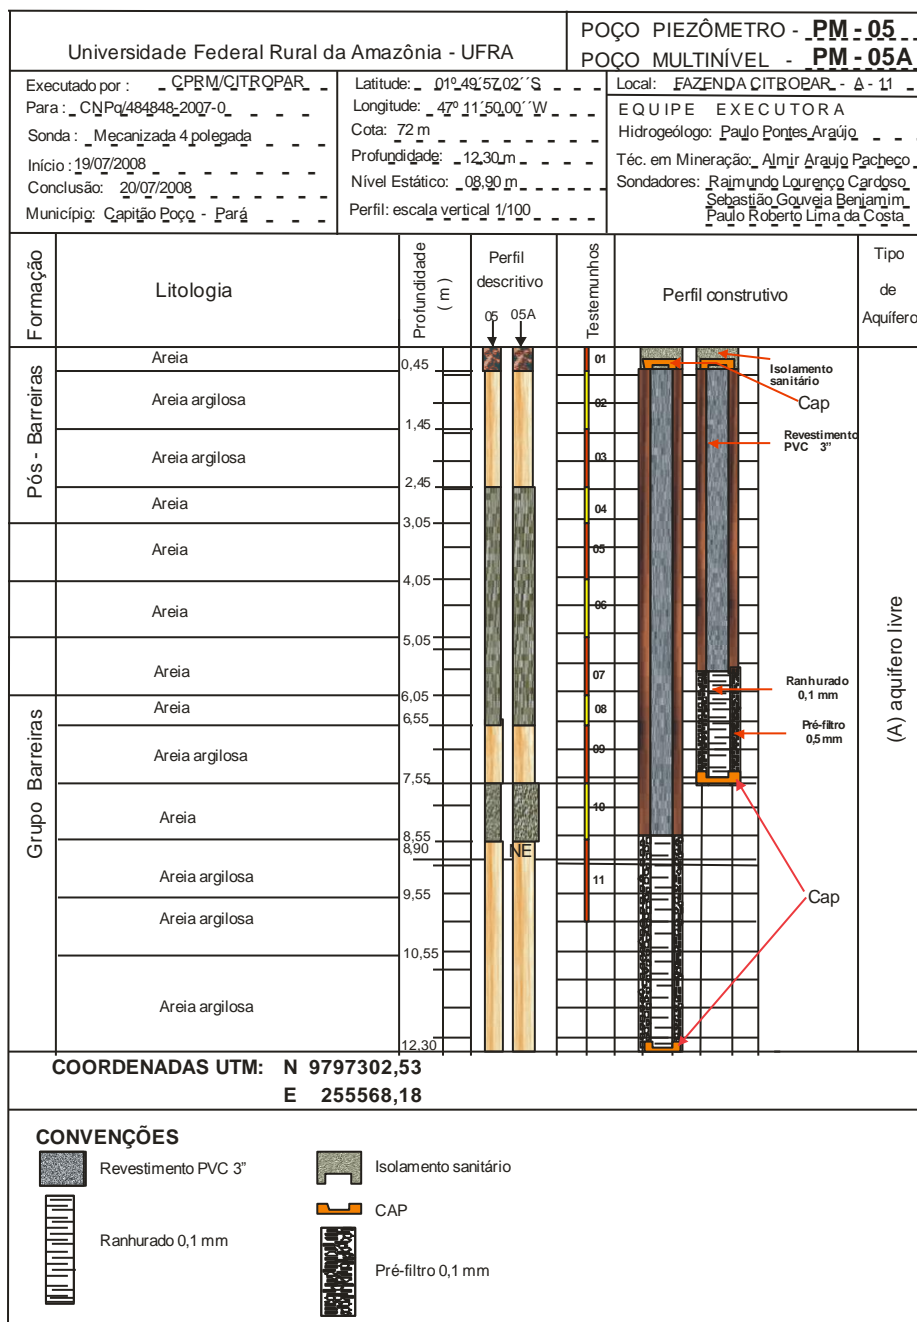 Universidade Federal Rural da Amazônia - UFRA
POÇO PIEZÔMETRO - PM - 05
POÇO MULTINÍVEL - PM - 05A
Executado por : CPRM/CITROPAR
Para : CNPq/484848-2007-0
Sonda : Mecanizada 4 polegada
Início : 19/07/2008
Conclusão: 20/07/2008
Município: Capitão Poço - Pará
Latitude: 01º 49´57,02´´S
Longitude: 47º 11´50,00´´W
Cota: 72 m
Profundidade: 12,30 m
Nível Estático: 08,90 m
Perfil: escala vertical 1/100
Local: FAZENDA CITROPAR - A - 11
EQUIPE EXECUTORA
Hidrogeólogo: Paulo Pontes Araújo
Téc. em Mineração: Almir Araujo Pacheco
Sondadores: Raimundo Lourenço Cardoso
Sebastião Gouveia Benjamim
Paulo Roberto Lima da Costa
Formação
Litologia
Profundidade
( m )
Perfil
descritivo
05 05A
Testemunhos
Perfil construtivo
Tipo
de
Aquífero
Pós - Barreiras
Grupo Barreiras
Areia
0,45
Areia argilosa
1,45
Areia argilosa
2,45
Areia
3,05
Areia
4,05
Areia
5,05
Areia
6,05
Areia
6,55
Areia argilosa
7,55
Areia
8,55
8,90
NE
Areia argilosa
9,55
Areia argilosa
10,55
Areia argilosa
12,30
01
02
03
04
05
06
07
08
09
10
11
Isolamento
sanitário
Cap
Revestimento
PVC 3”
Ranhurado
0,1 mm
Pré-filtro
0,5 mm
Cap
(A) aquifero livre
COORDENADAS UTM: N 9797302,53
E 255568,18
CONVENÇÕES
Revestimento PVC 3”
Isolamento sanitário
CAP
Ranhurado 0,1 mm
Pré-filtro 0,1 mm